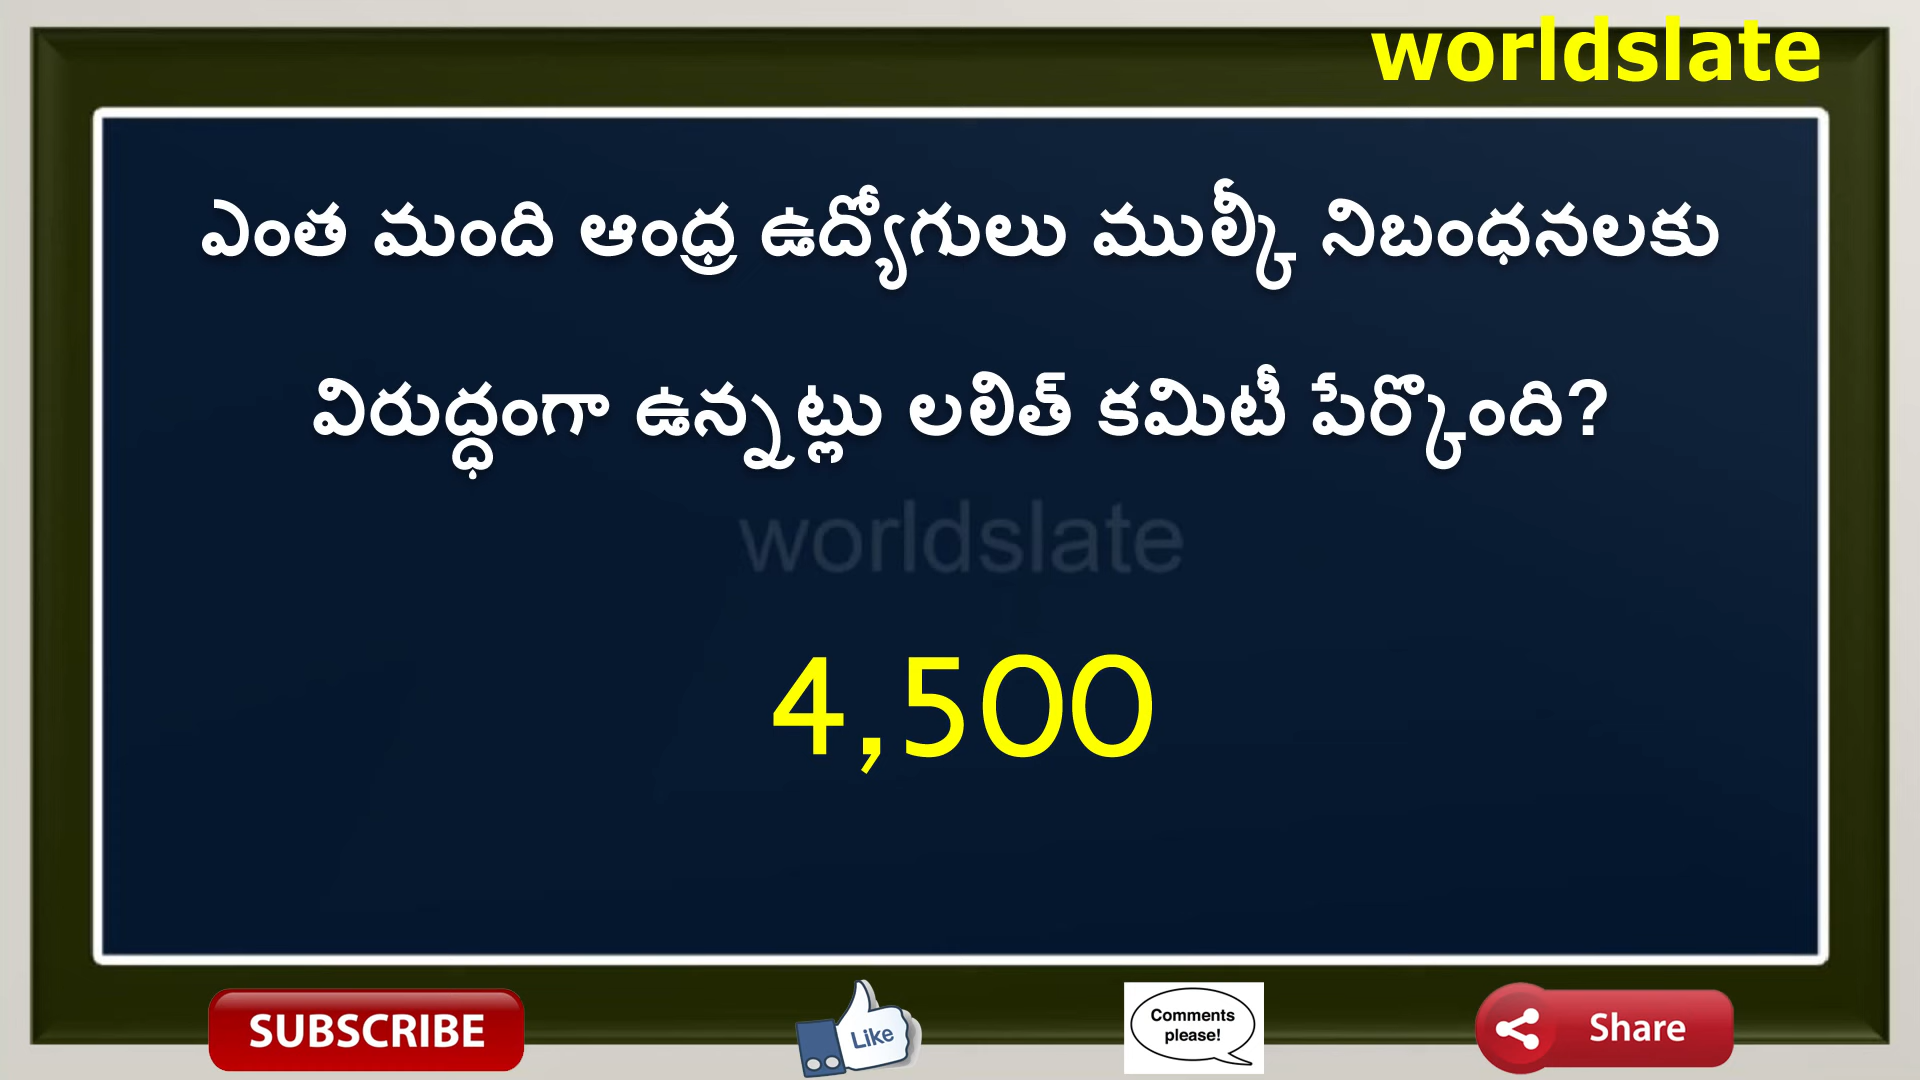 worldslate
ఎంత మంది ఆంధ్ర ఉద్యోగులు ముల్కీ నిబంధనలకు
విరుద్ధంగా ఉన్నట్లు లలిత్ కమిటీ పేర్కొంది?
worldslate
4,500
SUBSCRIBE
Like
Comments
please!
Share